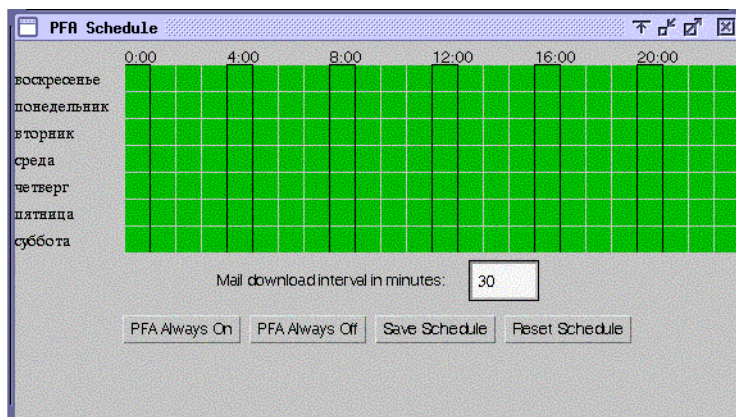 PFA Schedule
0:00 4:00 8:00 12:00 16:00 20:00
воскресенье
понедельник
вторник
среда
четверг
пятница
суббота
Mail download interval in minutes: 30
PFA Always On PFA Always Off Save Schedule Reset Schedule